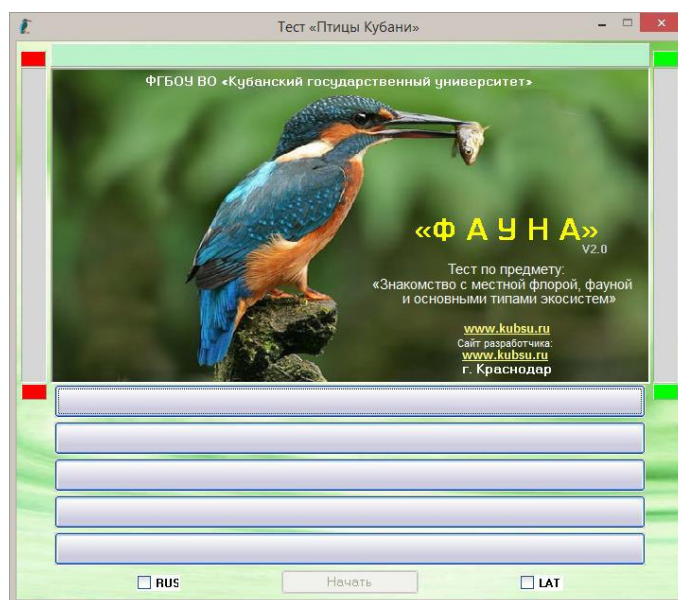 Тест «Птицы Кубани»
ФГБОУ ВО «Кубанский государственный университет»
«Ф А У Н А»
V2.0
Тест по предмету:
«Знакомство с местной флорой, фауной
и основными типами экосистем»
www.kubsu.ru
Сайт разработчика:
www.kubsu.ru
г. Краснодар
RUS
Начать
LAT